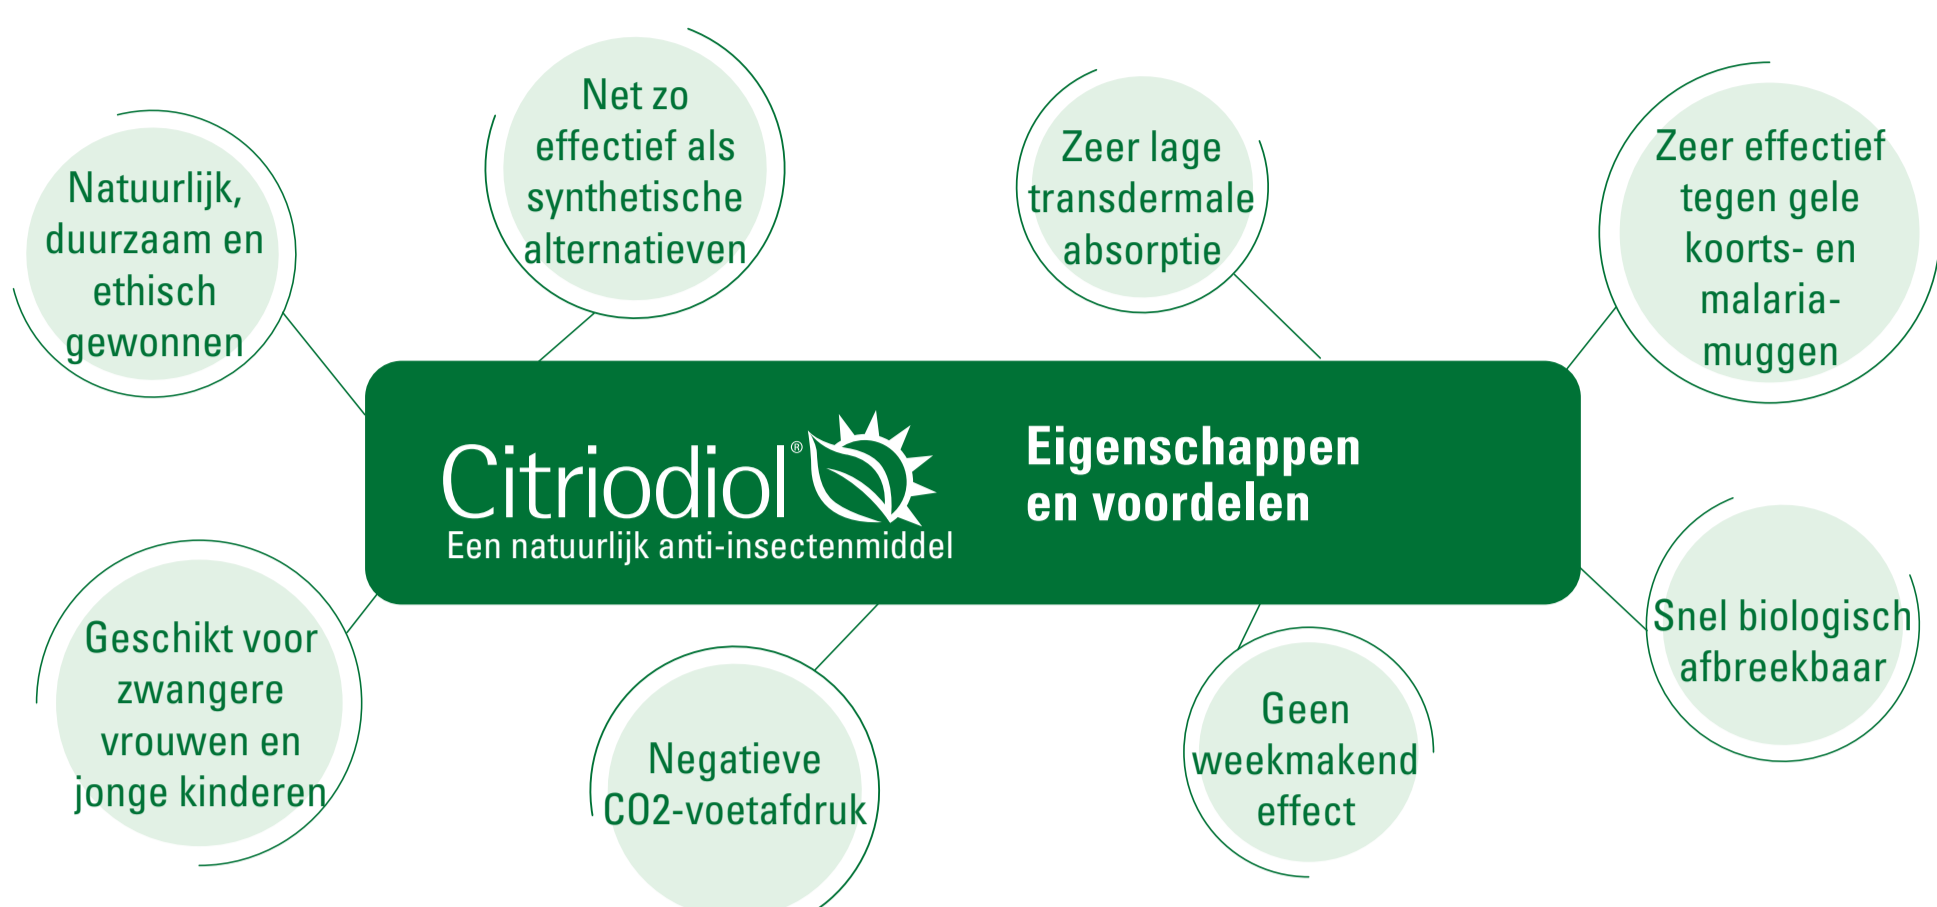 Natuurlijk,
duurzaam en
ethisch
gewonnen
Net zo
effectief als
synthetische
alternatieven
Zeer lage
transdermale
absorptie
Zeer effectief
tegen gele
koorts- en
malaria-
muggen
Citriodiol®
Een natuurlijk anti-insectenmiddel
Eigenschappen
en voordelen
Geschikt voor
zwangere
vrouwen en
jonge kinderen
Negatieve
CO2-voetafdruk
Geen
weekmakend
effect
Snel biologisch
afbreekbaar